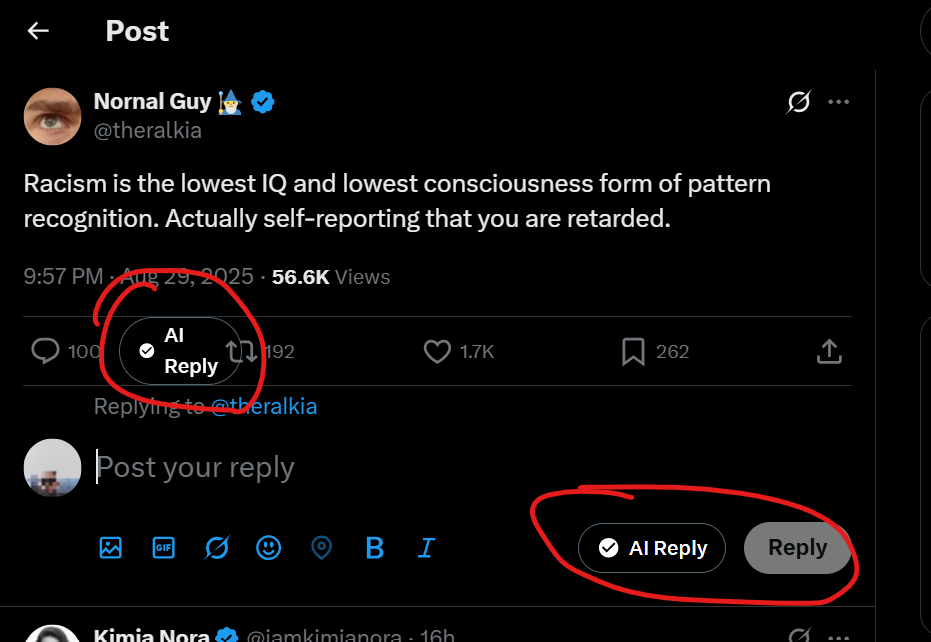 Post
Nornal Guy
@theralkia
Racism is the lowest IQ and lowest consciousness form of pattern
recognition. Actually self-reporting that you are retarded.
9:57 PM · Aug 29, 2025 · 56.6K Views
100
AI
Reply
192
1.7K
262
Replying to @theralkia
Post your reply
GIF
B
I
AI Reply
Reply
Kimia Nora @iamkimianora · 16h